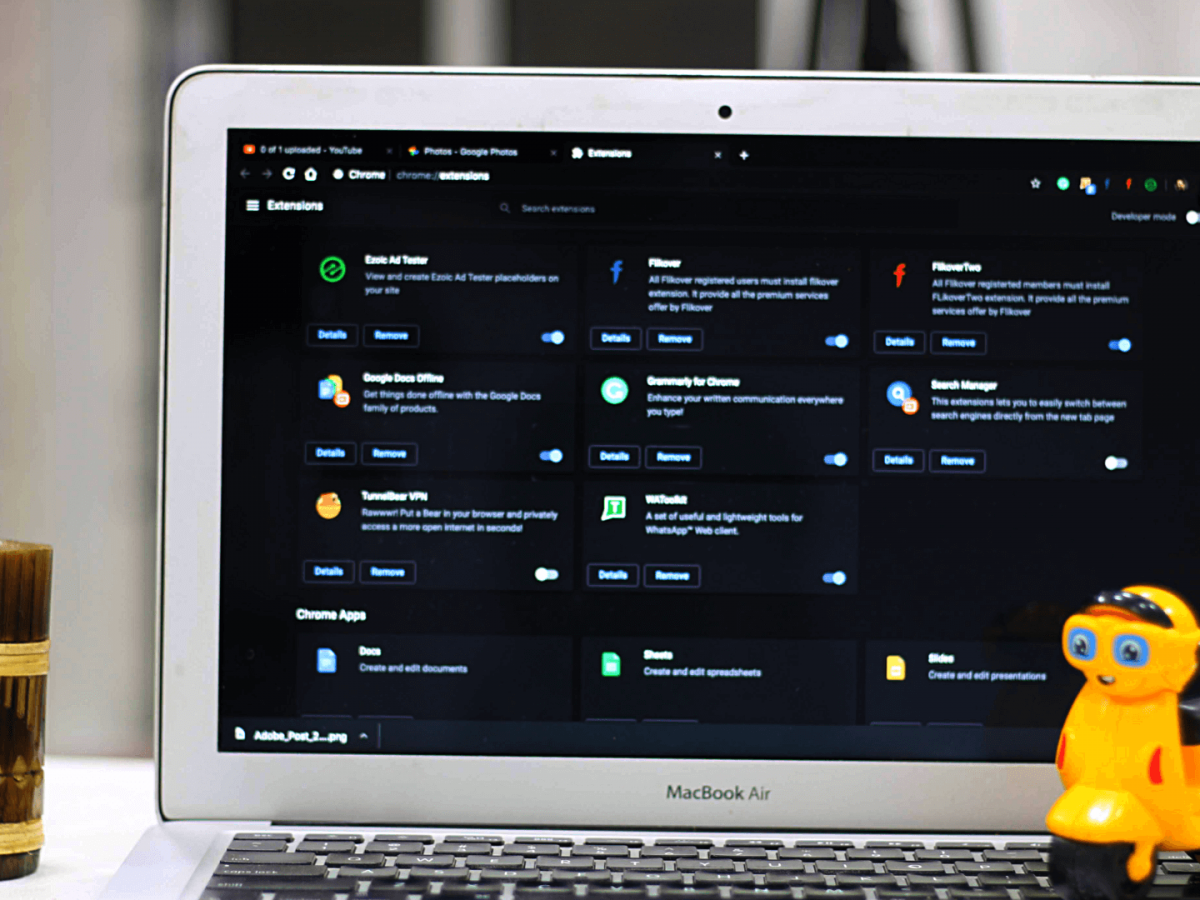 0 of 1 uploaded - YouTube
Photos - Google Photos
Extensions
Chrome
chrome://extensions
Extensions
Search extensions
Developer mode
Ezoic Ad Tester
View and create Ezoic Ad Tester placeholders on
your site
Details
Remove
Flikover
All Flikover registered users must install flikover
extension. It provide all the premium services
offer by Flikover
Details
Remove
FlikoverTwo
All Flikover registerted members must install
FLikoverTwo extension. It provide all the premium
services offer by Flikover
Details
Remove
Google Docs Offline
Get things done offline with the Google Docs
family of products.
Details
Remove
Grammarly for Chrome
Enhance your written communication everywhere
you type!
Details
Remove
Search Manager
This extensions lets you to easily switch between
search engines directly from the new tab page
Details
Remove
TunnelBear VPN
Rawwwr! Put a Bear in your browser and privately
access a more open internet in seconds!
Details
Remove
WAToolkit
A set of useful and lightweight tools for
WhatsApp™ Web client.
Details
Remove
Chrome Apps
Docs
Create and edit documents
Sheets
Create and edit spreadsheets
Slides
Create and edit presentations
Adobe_Post_2....png
MacBook Air